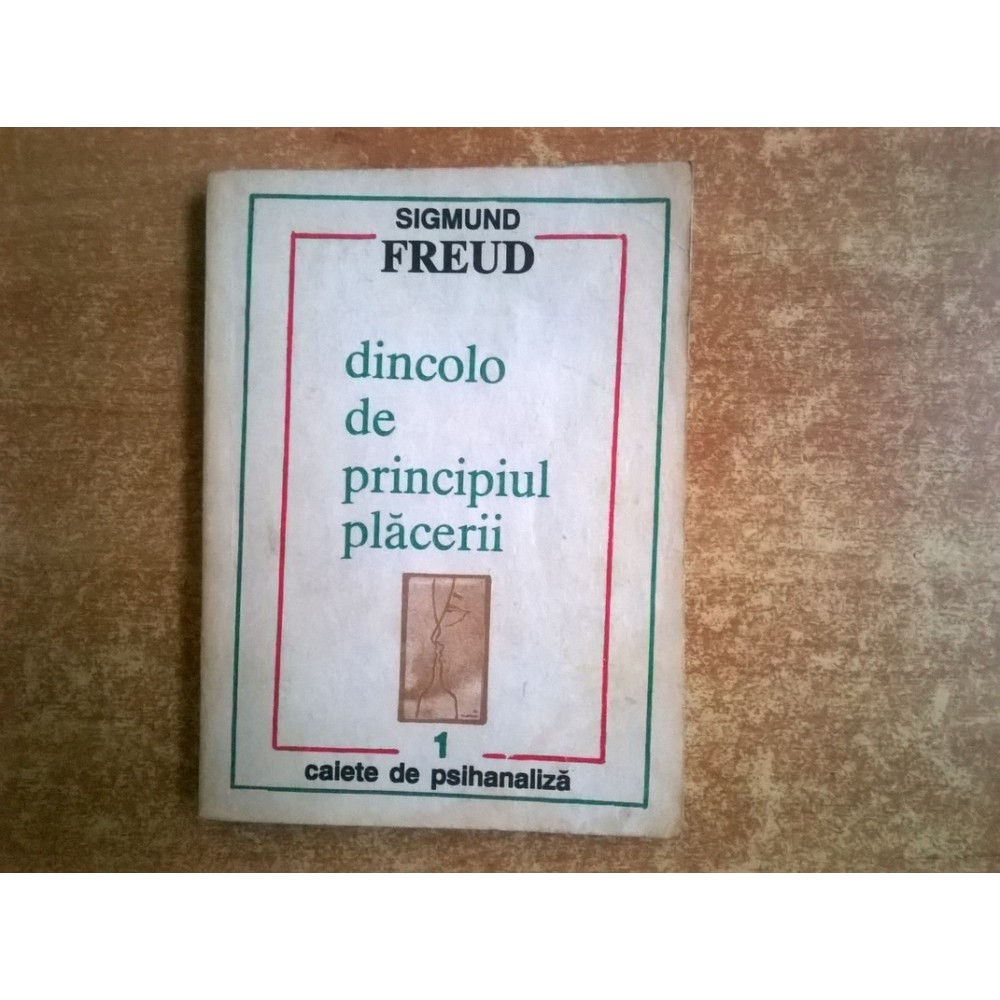 SIGMUND
FREUD
dincolo
de
principiul
plăcerii
1
caiete de psihanaliză